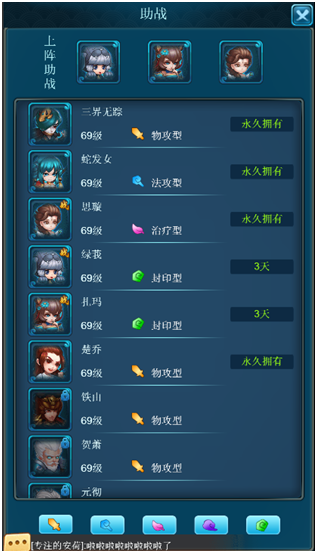 助战
上阵助战
三界无踪
69级 物攻型 永久拥有
蛇发女
69级 法攻型 永久拥有
思璇
69级 治疗型 永久拥有
绿莪
69级 封印型 3天
扎玛
69级 封印型 3天
楚乔
69级 物攻型 永久拥有
铁山
69级 物攻型
贺萧
69级 物攻型
元彻
[专注的安荷]:啦啦啦啦啦啦啦啦了